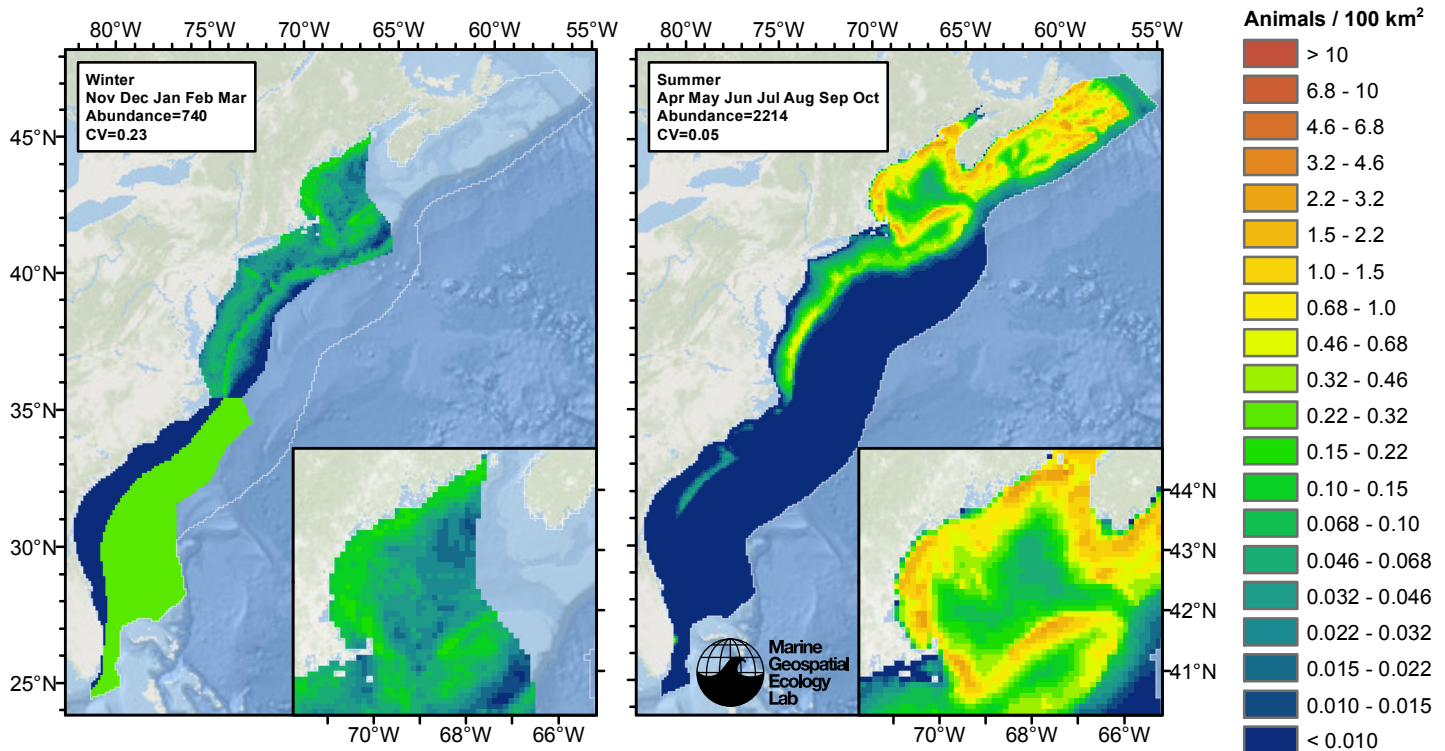 80°W 75°W 70°W 65°W 60°W 55°W
80°W 75°W 70°W 65°W 60°W 55°W
Animals / 100 km²
Winter
Nov Dec Jan Feb Mar
Abundance=740
CV=0.23
Summer
Apr May Jun Jul Aug Sep Oct
Abundance=2214
CV=0.05
45°N
40°N
35°N
30°N
25°N
44°N
43°N
42°N
41°N
70°W 68°W 66°W
70°W 68°W 66°W
Marine
Geospatial
Ecology
Lab
> 10
6.8 - 10
4.6 - 6.8
3.2 - 4.6
2.2 - 3.2
1.5 - 2.2
1.0 - 1.5
0.68 - 1.0
0.46 - 0.68
0.32 - 0.46
0.22 - 0.32
0.15 - 0.22
0.10 - 0.15
0.068 - 0.10
0.046 - 0.068
0.032 - 0.046
0.022 - 0.032
0.015 - 0.022
0.010 - 0.015
< 0.010